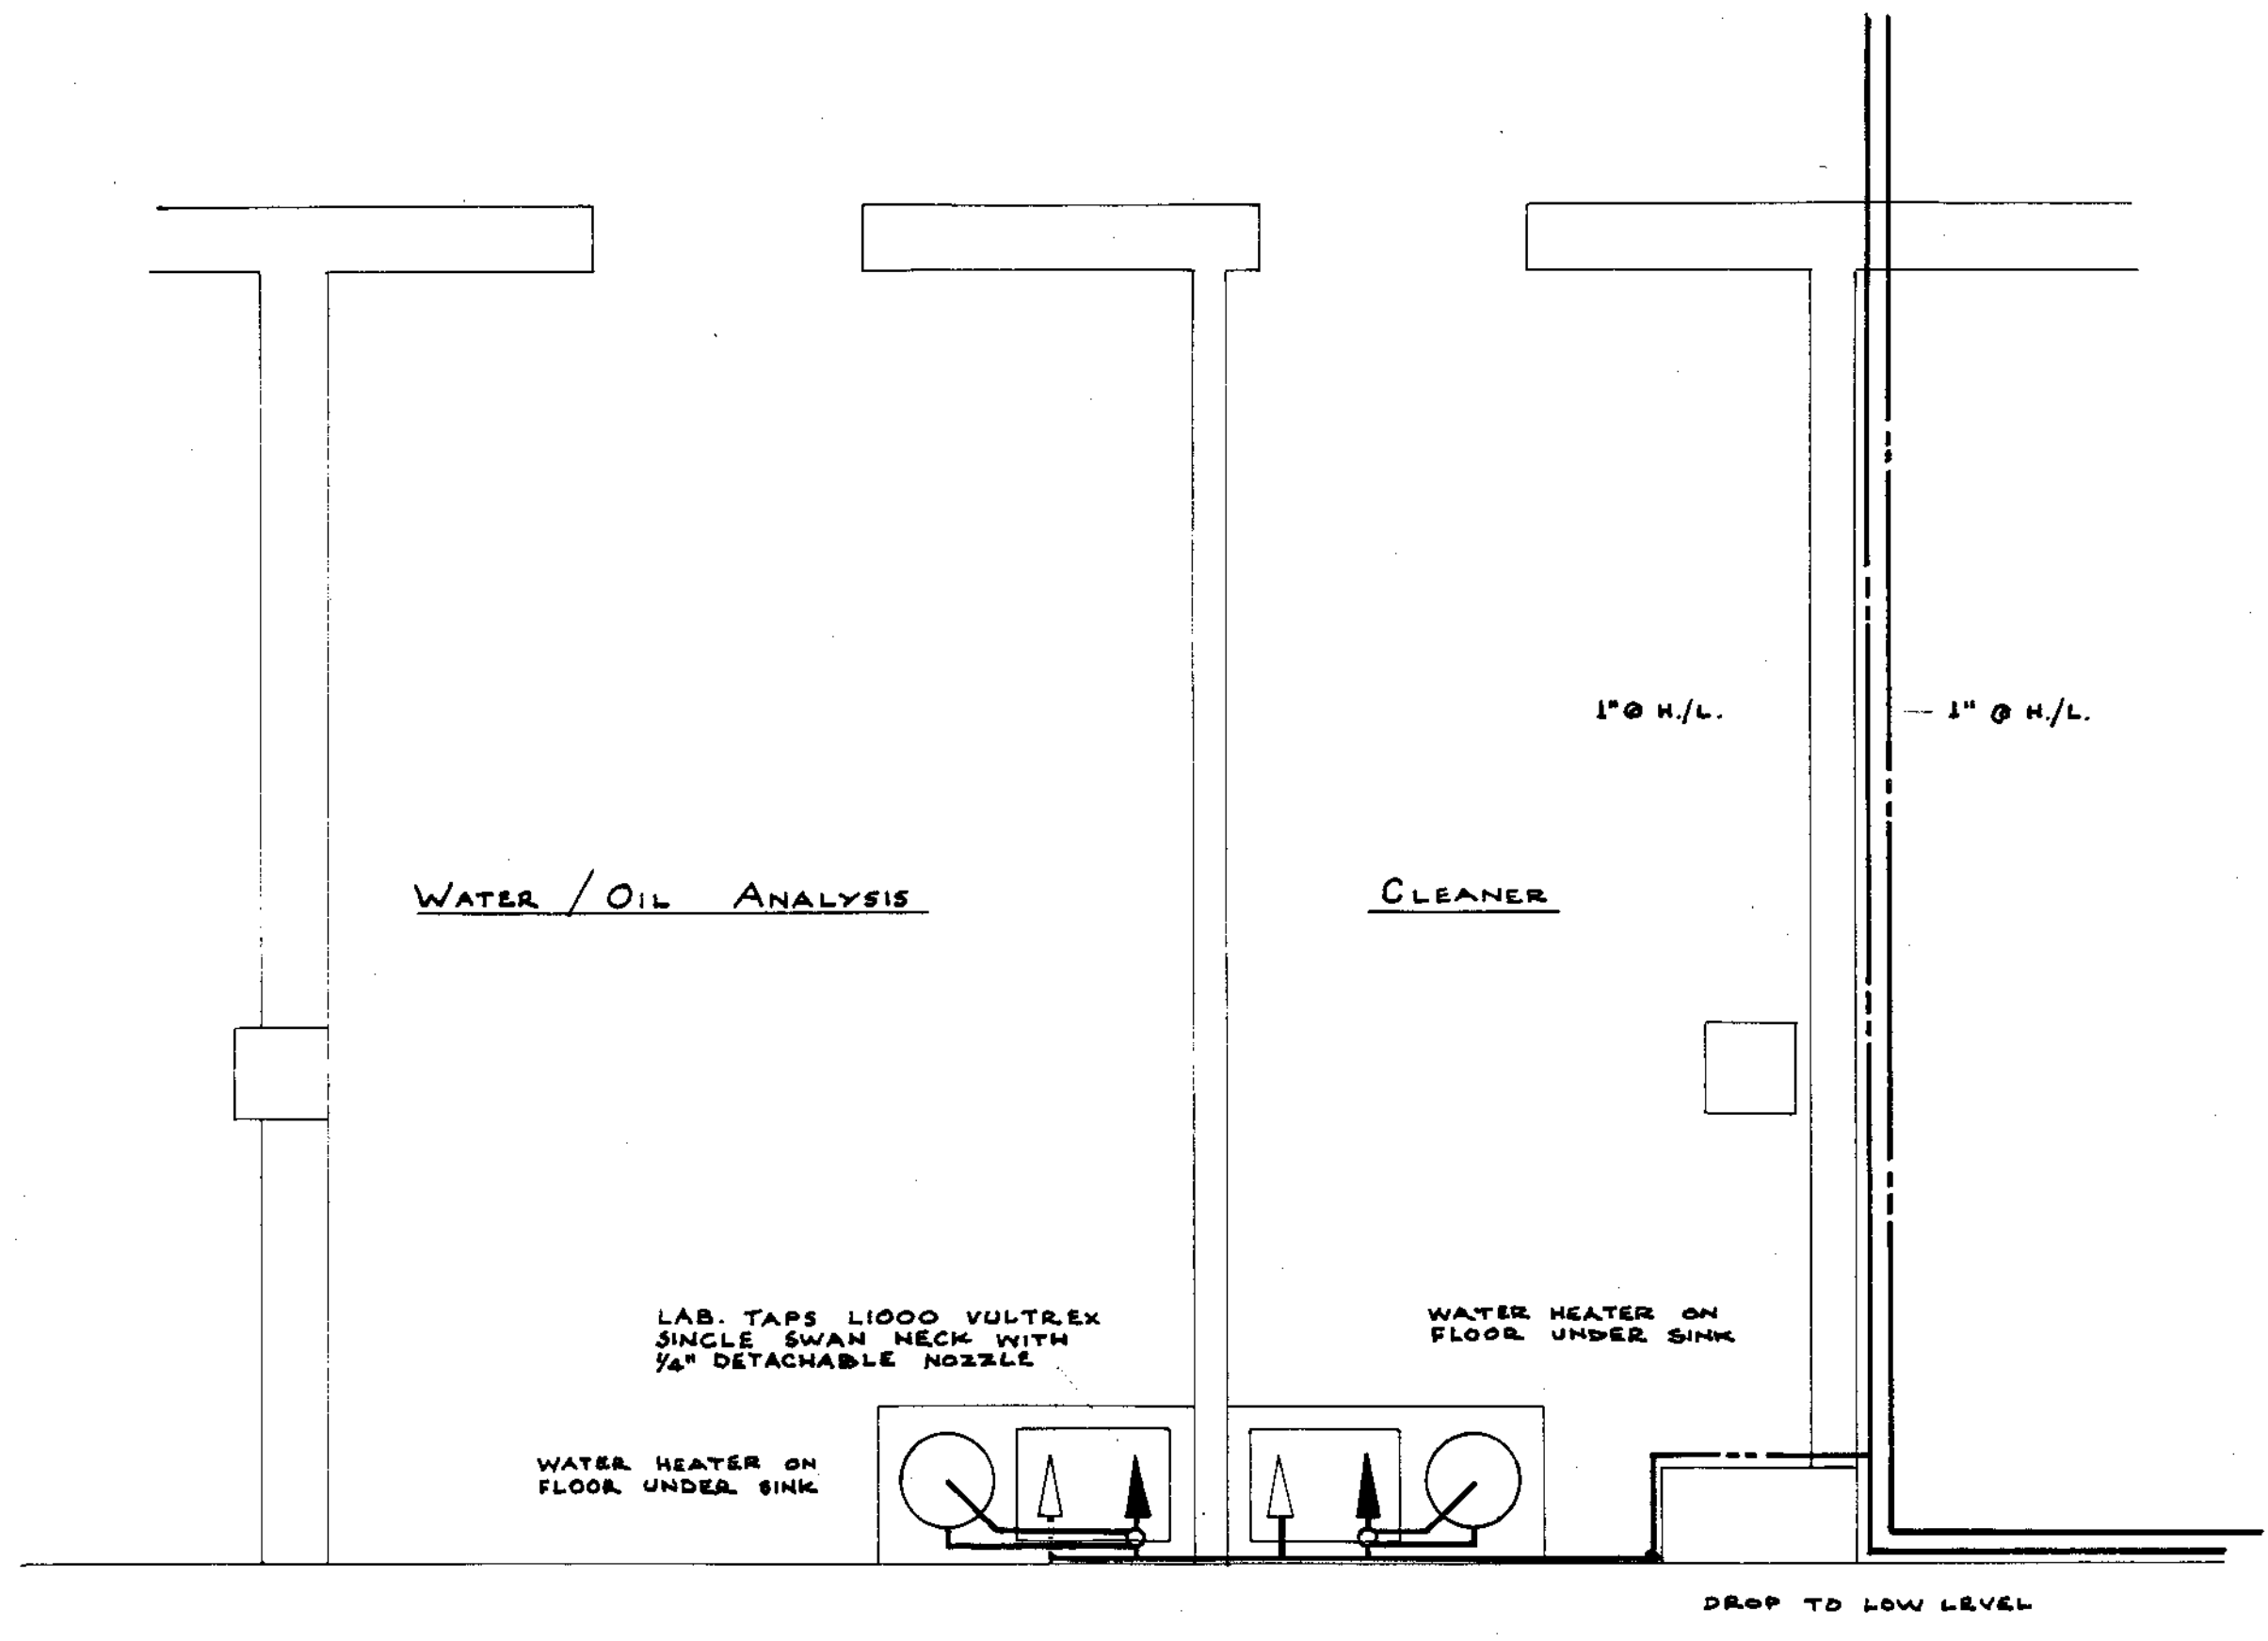 1" @ H./L.
1" @ H./L.
WATER / OIL ANALYSIS
CLEANER
LAB. TAPS L1000 VULTREX
SINGLE SWAN NECK WITH
1/4" DETACHABLE NOZZLE
WATER HEATER ON
FLOOR UNDER SINK
WATER HEATER ON
FLOOR UNDER SINK
DROP TO LOW LEVEL